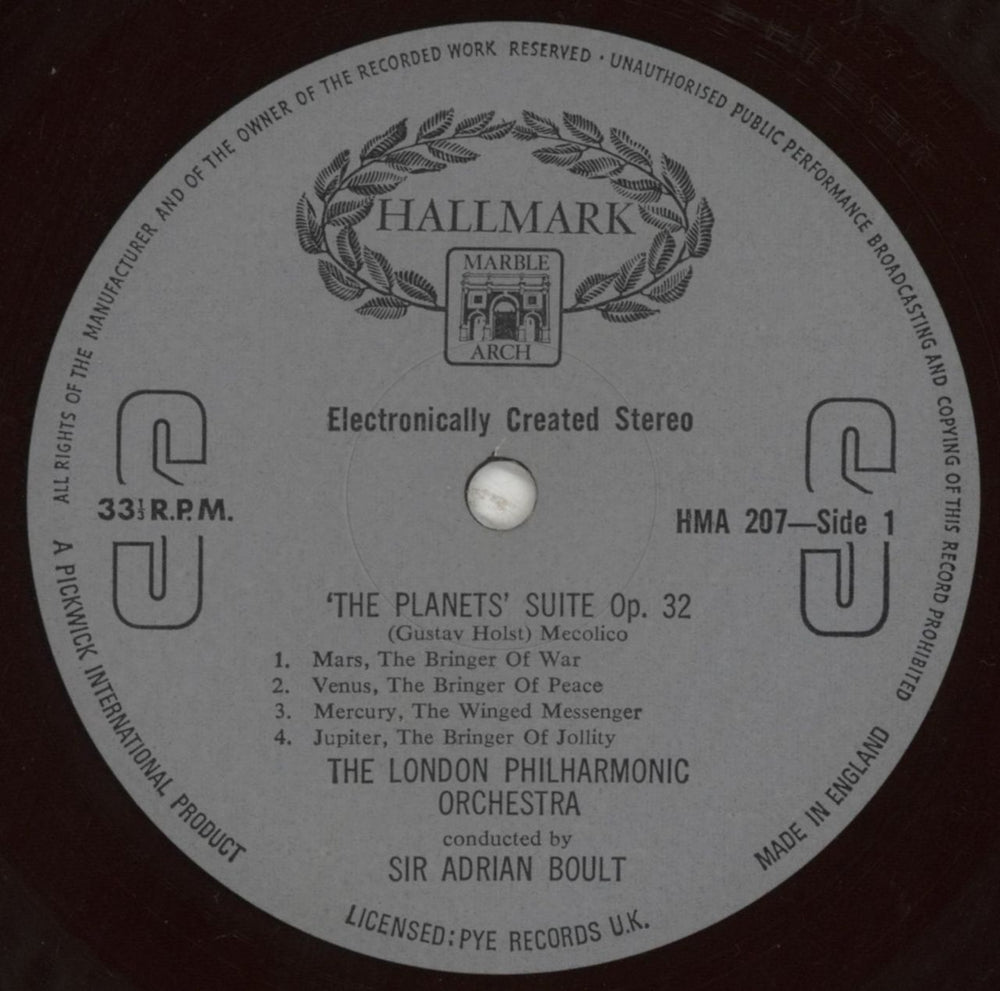 ALL RIGHTS OF THE MANUFACTURER AND OF THE OWNER OF THE RECORDED WORK RESERVED · UNAUTHORISED PUBLIC PERFORMANCE BROADCASTING AND COPYING OF THIS RECORD PROHIBITED
HALLMARK
MARBLE
ARCH
Electronically Created Stereo
S
S
33⅓ R.P.M.
HMA 207—Side 1
'THE PLANETS' SUITE Op. 32
(Gustav Holst) Mecolico
1. Mars, The Bringer Of War
2. Venus, The Bringer Of Peace
3. Mercury, The Winged Messenger
4. Jupiter, The Bringer Of Jollity
THE LONDON PHILHARMONIC
ORCHESTRA
conducted by
SIR ADRIAN BOULT
A PICKWICK INTERNATIONAL PRODUCT
LICENSED: PYE RECORDS U.K.
MADE IN ENGLAND